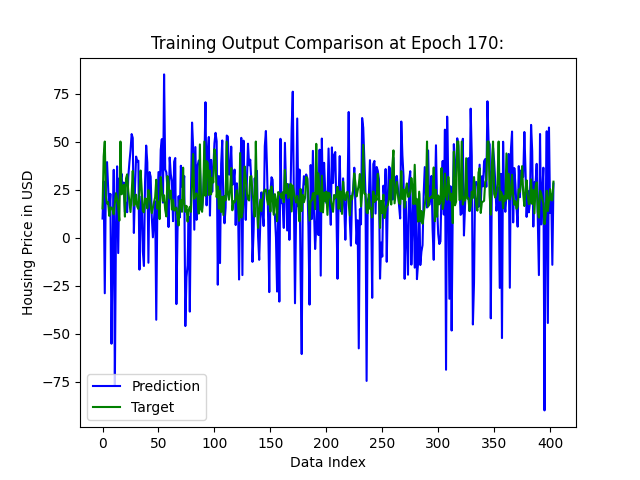 Training Output Comparison at Epoch 170:
Housing Price in USD
75
50
25
0
−25
−50
−75
Prediction
Target
0 50 100 150 200 250 300 350 400
Data Index